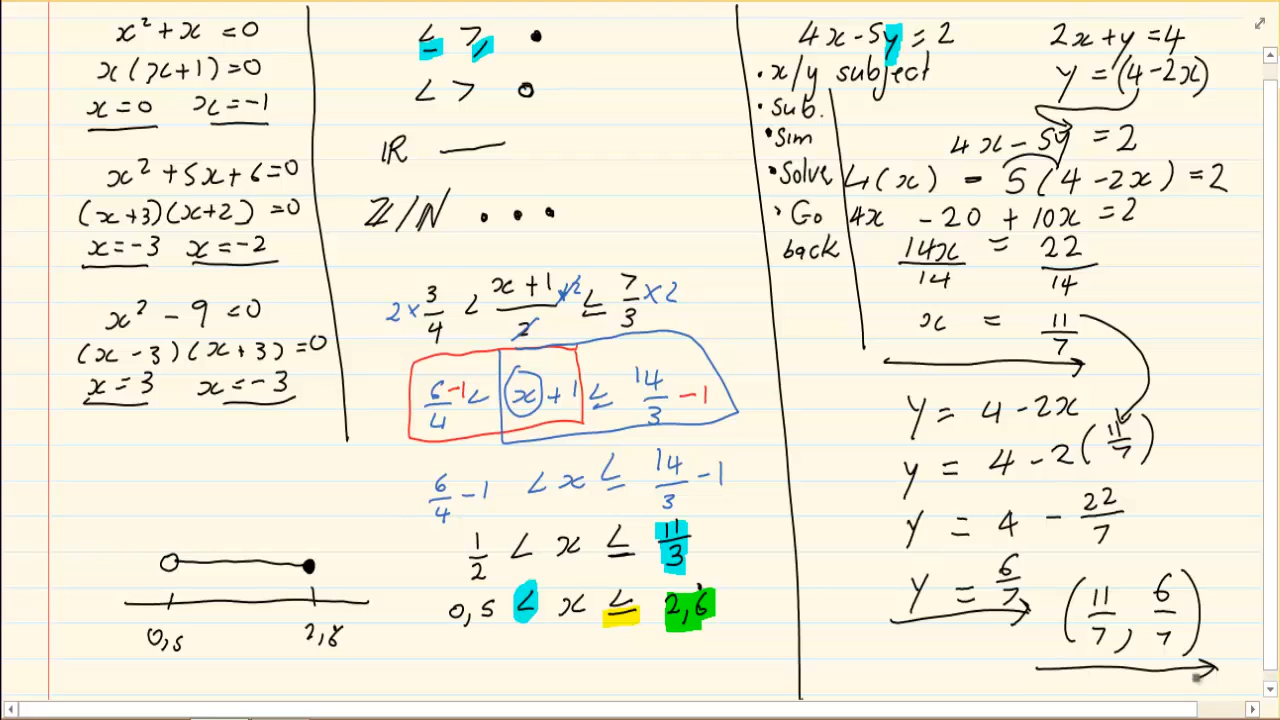 x² + x = 0
x(x+1)=0
x=0 x=-1
x² + 5x + 6 = 0
(x+3)(x+2) = 0
x=-3 x=-2
x² - 9 = 0
(x-3)(x+3)=0
x=3 x=-3
0,5 2,6
≤ ≥ •
< > ○
ℝ —
ℤ/ℕ • • •
2× 3/4 < (x+1)/2 ×2 ≤ 7/3 ×2
6/4 -1 < x+1 ≤ 14/3 -1
6/4 - 1 < x ≤ 14/3 - 1
1/2 < x ≤ 11/3
0,5 < x ≤ 2,6̇
4x - 5y = 2
• x/y subject
• Sub.
• Sim
• Solve
• Go
back
2x + y = 4
y = (4-2x)
4x - 5y = 2
4(x) - 5(4-2x) = 2
4x - 20 + 10x = 2
14x/14 = 22/14
x = 11/7
y = 4 - 2x
y = 4 - 2(11/7)
y = 4 - 22/7
y = 6/7
(11/7, 6/7)